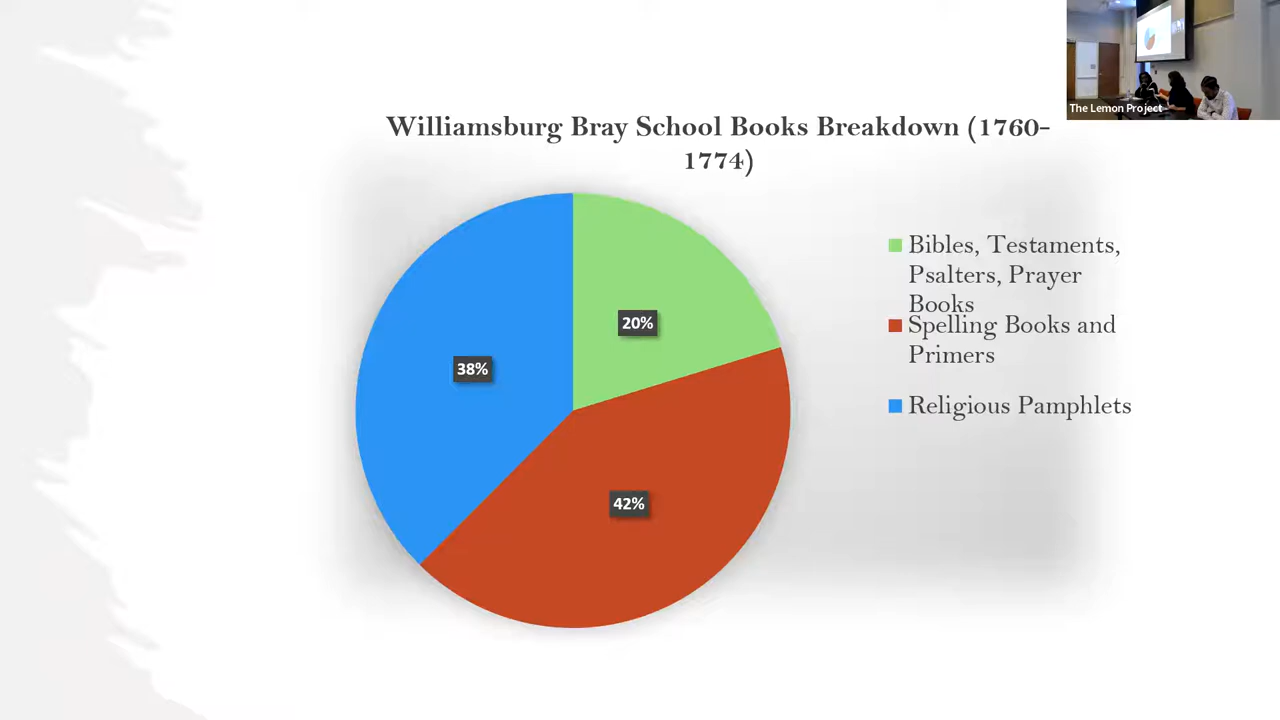 The Lemon Project
Williamsburg Bray School Books Breakdown (1760-
1774)
20%
38%
42%
Bibles, Testaments,
Psalters, Prayer
Books
Spelling Books and
Primers
Religious Pamphlets